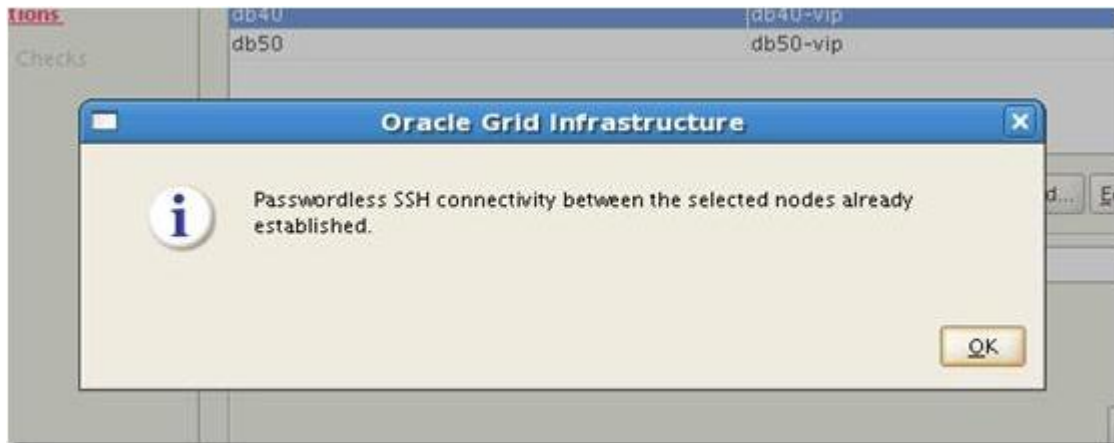 tions
db40 db40-vip
Checks
db50 db50-vip
Oracle Grid Infrastructure
Passwordless SSH connectivity between the selected nodes already
established.
d... E
OK